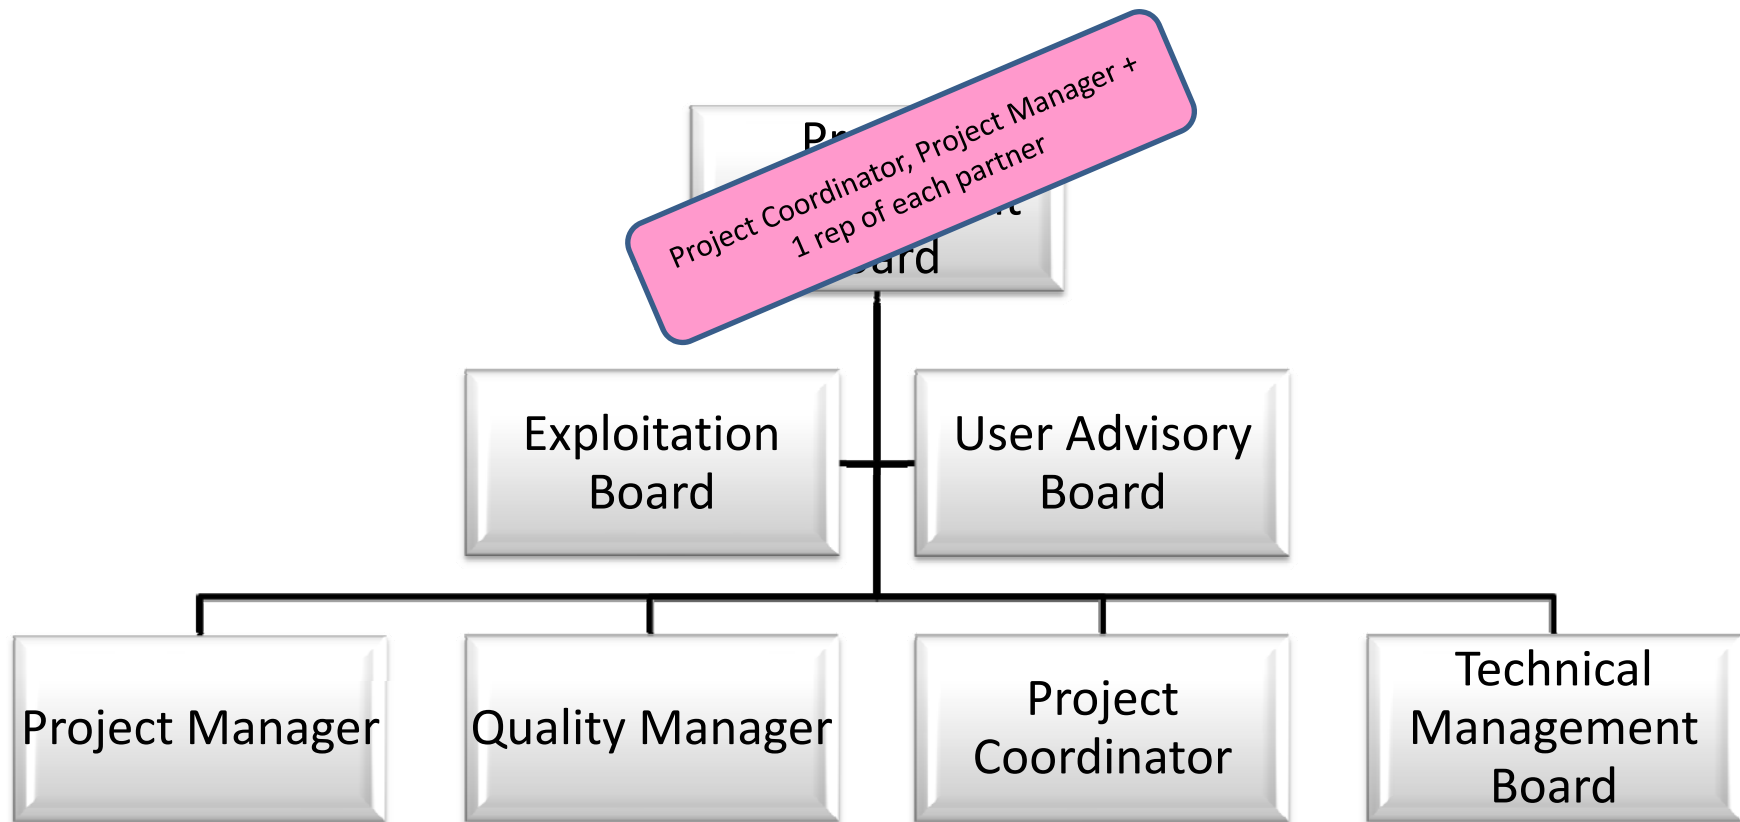 Project Coordinator, Project Manager +
1 rep of each partner
Exploitation
Board
User Advisory
Board
Project Manager
Quality Manager
Project
Coordinator
Technical
Management
Board